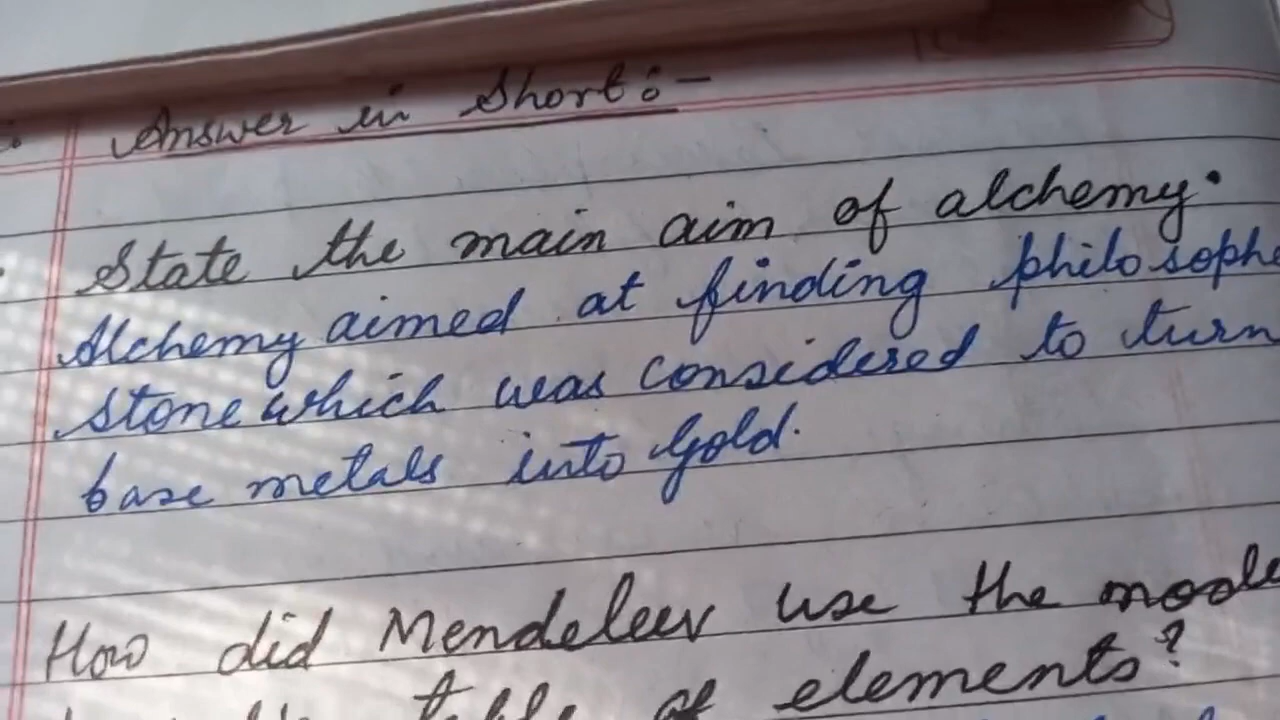 Answer in Short :-
State the main aim of alchemy.
Alchemy aimed at finding philosophe
stone which was considered to turn
base metals into Gold.
How did Mendeleev use the
of elements?